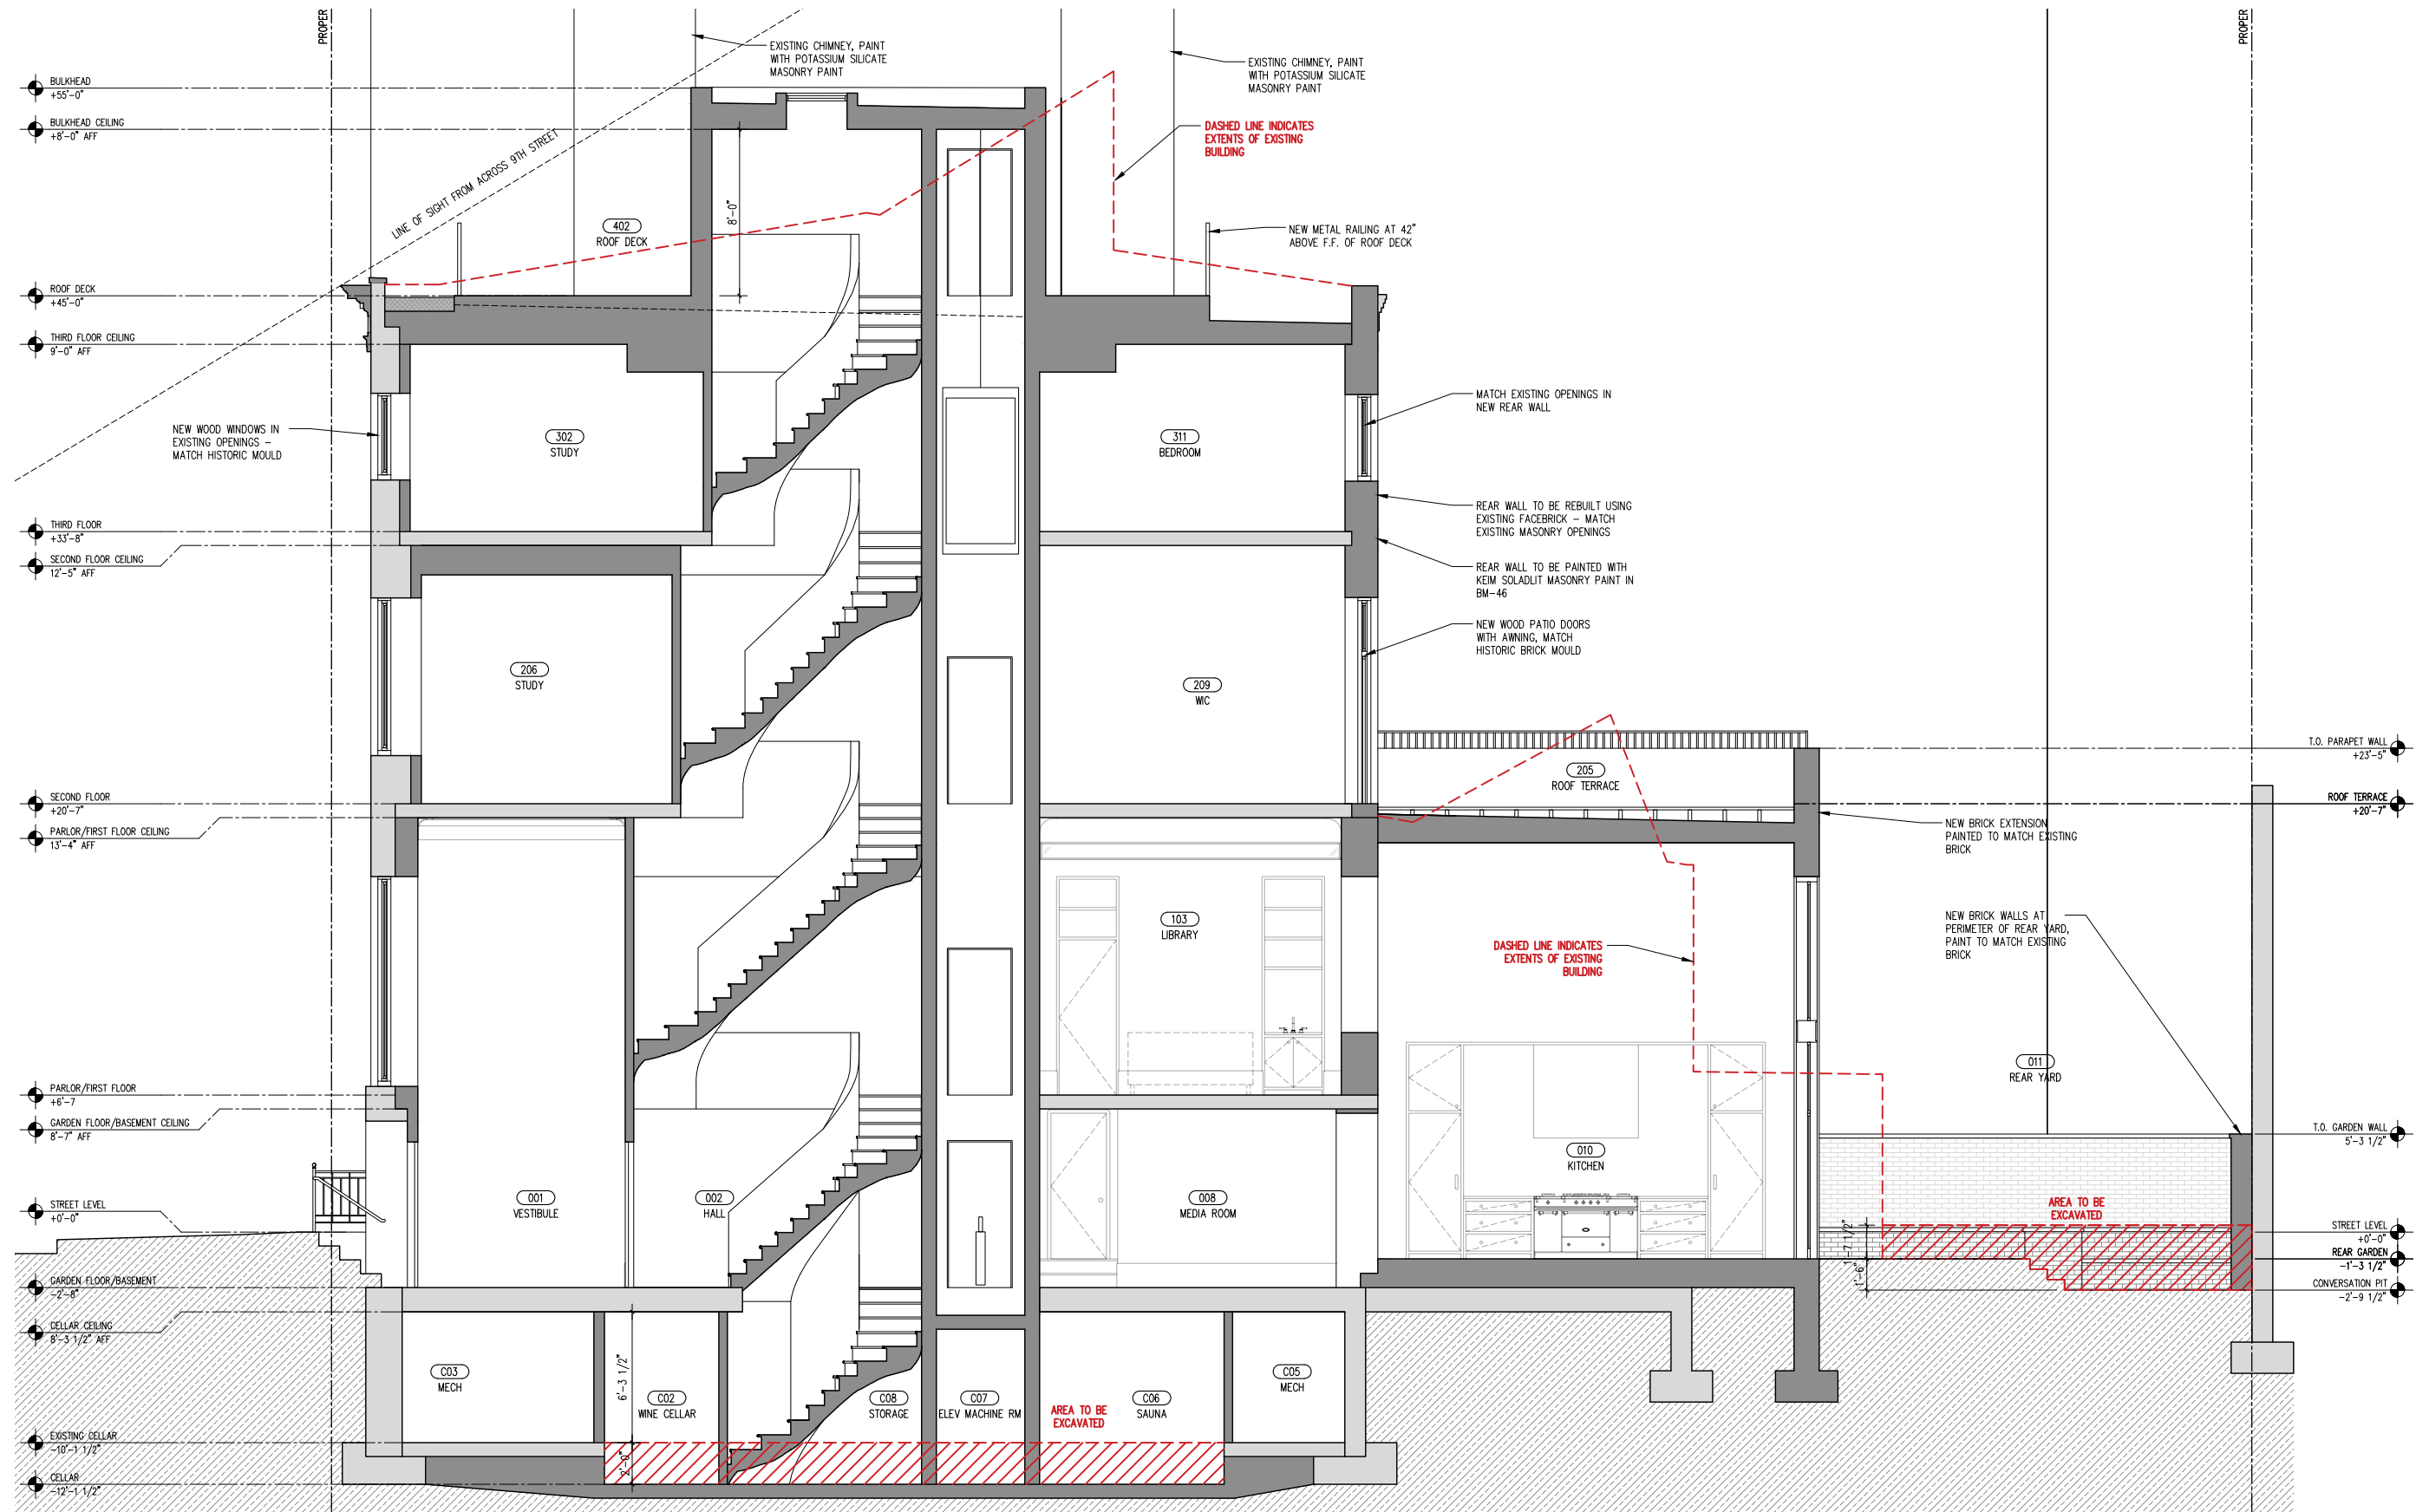 PROPER
PROPER
EXISTING CHIMNEY, PAINT
WITH POTASSIUM SILICATE
MASONRY PAINT
EXISTING CHIMNEY, PAINT
WITH POTASSIUM SILICATE
MASONRY PAINT
DASHED LINE INDICATES
EXTENTS OF EXISTING
BUILDING
LINE OF SIGHT FROM ACROSS 9TH STREET
BULKHEAD
+55'-0"
BULKHEAD CEILING
+8'-0" AFF
8'-0"
402
ROOF DECK
NEW METAL RAILING AT 42"
ABOVE F.F. OF ROOF DECK
ROOF DECK
+45'-0"
THIRD FLOOR CEILING
9'-0" AFF
NEW WOOD WINDOWS IN
EXISTING OPENINGS –
MATCH HISTORIC MOULD
302
STUDY
311
BEDROOM
MATCH EXISTING OPENINGS IN
NEW REAR WALL
REAR WALL TO BE REBUILT USING
EXISTING FACEBRICK – MATCH
EXISTING MASONRY OPENINGS
THIRD FLOOR
+33'-8"
SECOND FLOOR CEILING
12'-5" AFF
REAR WALL TO BE PAINTED WITH
KEIM SOLADLIT MASONRY PAINT IN
BM-46
NEW WOOD PATIO DOORS
WITH AWNING, MATCH
HISTORIC BRICK MOULD
206
STUDY
209
WIC
205
ROOF TERRACE
T.O. PARAPET WALL
+23'-5"
SECOND FLOOR
+20'-7"
ROOF TERRACE
+20'-7"
PARLOR/FIRST FLOOR CEILING
13'-4" AFF
NEW BRICK EXTENSION
PAINTED TO MATCH EXISTING
BRICK
103
LIBRARY
DASHED LINE INDICATES
EXTENTS OF EXISTING
BUILDING
NEW BRICK WALLS AT
PERIMETER OF REAR YARD,
PAINT TO MATCH EXISTING
BRICK
011
REAR YARD
PARLOR/FIRST FLOOR
+6'-7
GARDEN FLOOR/BASEMENT CEILING
8'-7" AFF
T.O. GARDEN WALL
5'-3 1/2"
010
KITCHEN
001
VESTIBULE
002
HALL
008
MEDIA ROOM
AREA TO BE
EXCAVATED
STREET LEVEL
+0'-0"
STREET LEVEL
+0'-0"
1'-7 1/2"
1'-6"
REAR GARDEN
-1'-3 1/2"
CONVERSATION PIT
-2'-9 1/2"
GARDEN FLOOR/BASEMENT
-2'-8"
CELLAR CEILING
8'-3 1/2" AFF
C03
MECH
6'-3 1/2"
C02
WINE CELLAR
C08
STORAGE
C07
ELEV MACHINE RM
AREA TO BE
EXCAVATED
C06
SAUNA
C05
MECH
EXISTING CELLAR
-10'-1 1/2"
2'-0"
CELLAR
-12'-1 1/2"